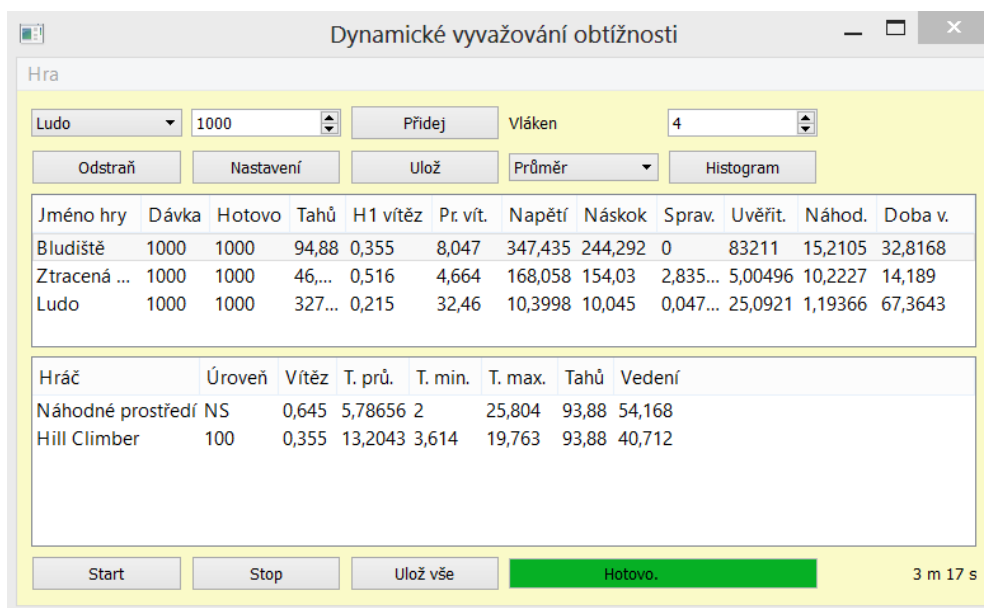 Dynamické vyvažování obtížnosti
Hra
Ludo 1000 Přidej Vláken 4
Odstraň Nastavení Ulož Průměr Histogram
Jméno hry Dávka Hotovo Tahů H1 vítěz Pr. vít. Napětí Náskok Sprav. Uvěřit. Náhod. Doba v.
Bludiště 1000 1000 94,88 0,355 8,047 347,435 244,292 0 83211 15,2105 32,8168
Ztracená ... 1000 1000 46,... 0,516 4,664 168,058 154,03 2,835... 5,00496 10,2227 14,189
Ludo 1000 1000 327... 0,215 32,46 10,3998 10,045 0,047... 25,0921 1,19366 67,3643
Hráč Úroveň Vítěz T. prů. T. min. T. max. Tahů Vedení
Náhodné prostředí NS 0,645 5,78656 2 25,804 93,88 54,168
Hill Climber 100 0,355 13,2043 3,614 19,763 93,88 40,712
Start Stop Ulož vše Hotovo. 3 m 17 s